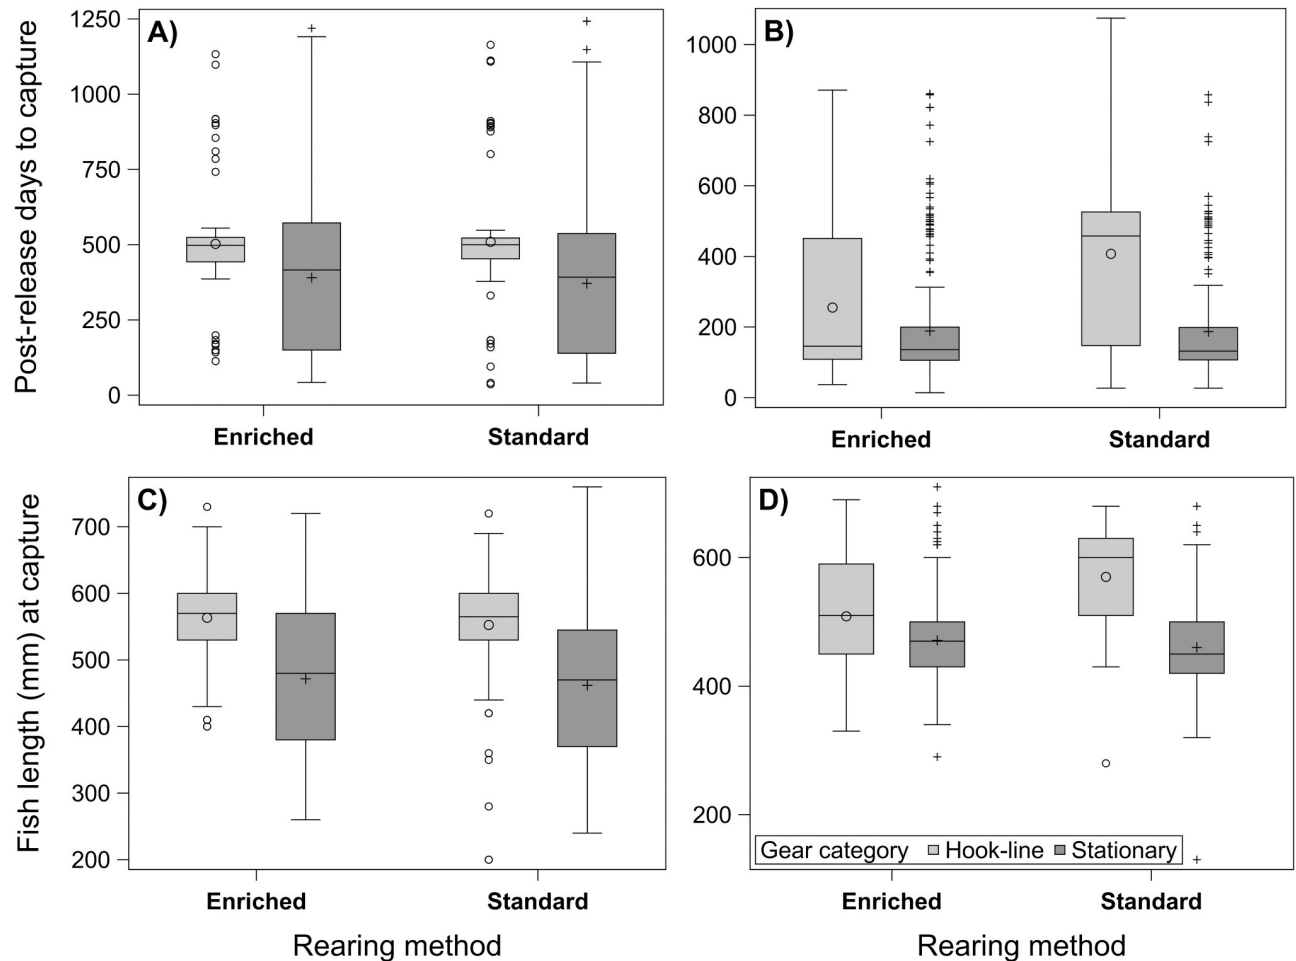 Post-release days to capture
A)
1250
1000
750
500
250
0
Enriched
Standard
B)
1000
800
600
400
200
0
Enriched
Standard
Fish length (mm) at capture
C)
700
600
500
400
300
200
Enriched
Standard
Rearing method
D)
600
400
200
Gear category Hook-line Stationary
Enriched
Standard
Rearing method